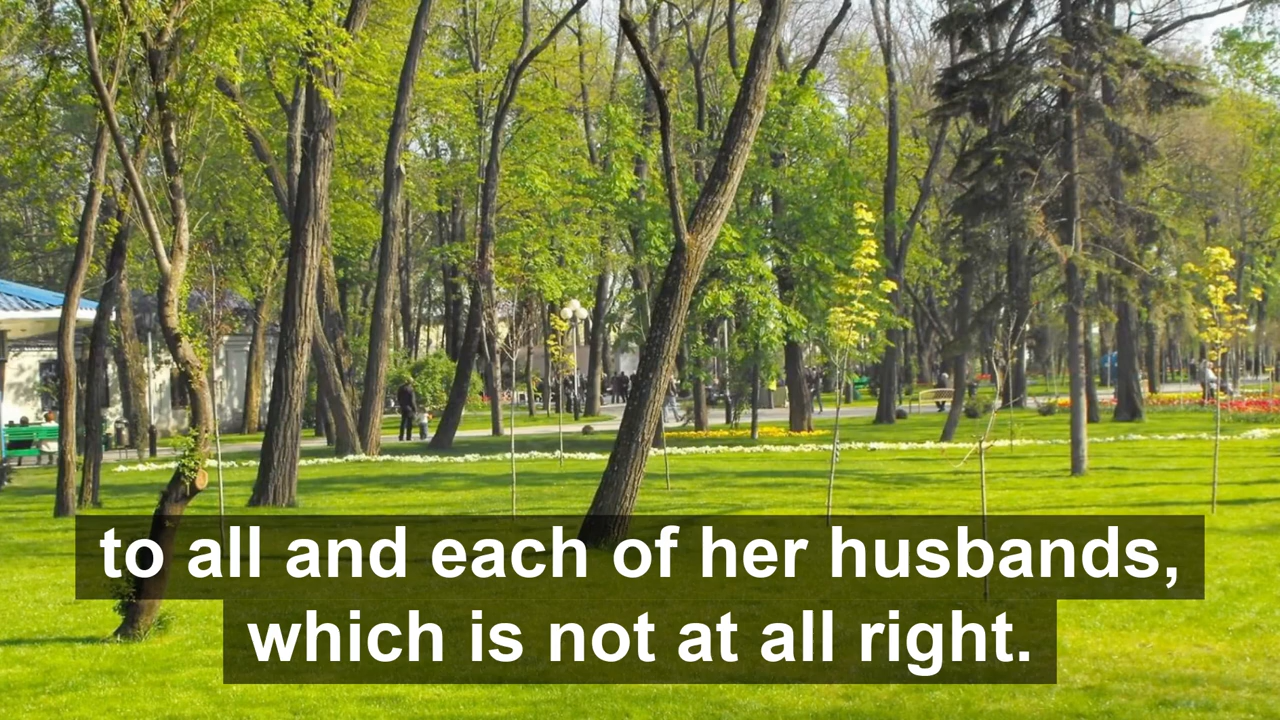 to all and each of her husbands,
which is not at all right.